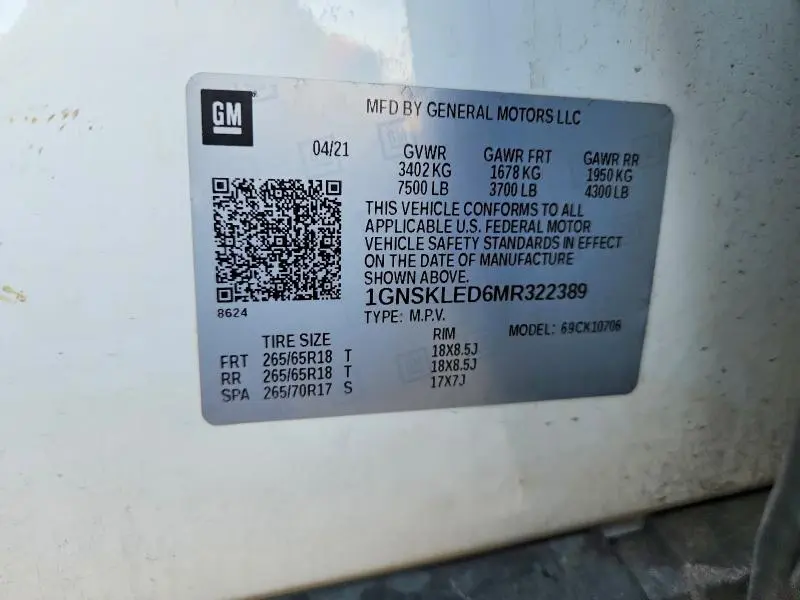 GM
MFD BY GENERAL MOTORS LLC
04/21 GVWR GAWR FRT GAWR RR
3402 KG 1678 KG 1950 KG
7500 LB 3700 LB 4300 LB
THIS VEHICLE CONFORMS TO ALL
APPLICABLE U.S. FEDERAL MOTOR
VEHICLE SAFETY STANDARDS IN EFFECT
ON THE DATE OF MANUFACTURE
SHOWN ABOVE.
1GNSKLED6MR322389
8624
TYPE: M.P.V. MODEL: 69CK10706
TIRE SIZE RIM
FRT 265/65R18 T 18X8.5J
RR 265/65R18 T 18X8.5J
SPA 265/70R17 S 17X7J